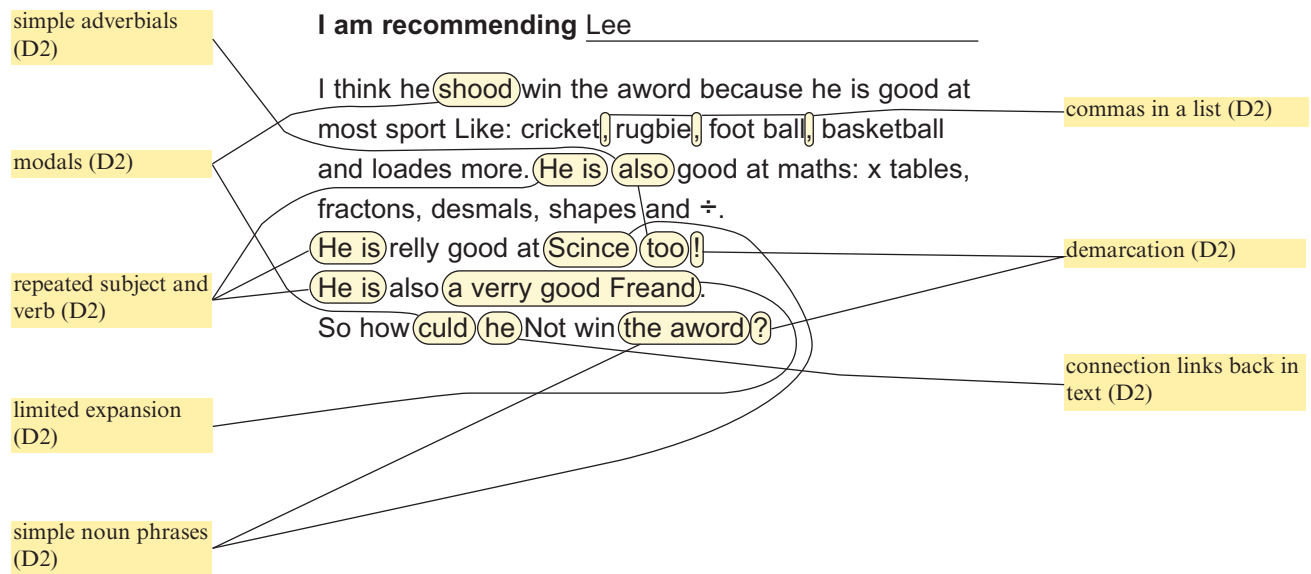 simple adverbials
(D2)
modals (D2)
repeated subject and
verb (D2)
limited expansion
(D2)
simple noun phrases
(D2)
I am recommending Lee
I think he shood win the aword because he is good at
most sport Like: cricket, rugbie, foot ball, basketball
and loades more. He is also good at maths: x tables,
fractons, desmals, shapes and ÷.
He is relly good at Scince too!
He is also a verry good Freand.
So how culd he Not win the aword?
commas in a list (D2)
demarcation (D2)
connection links back in
text (D2)